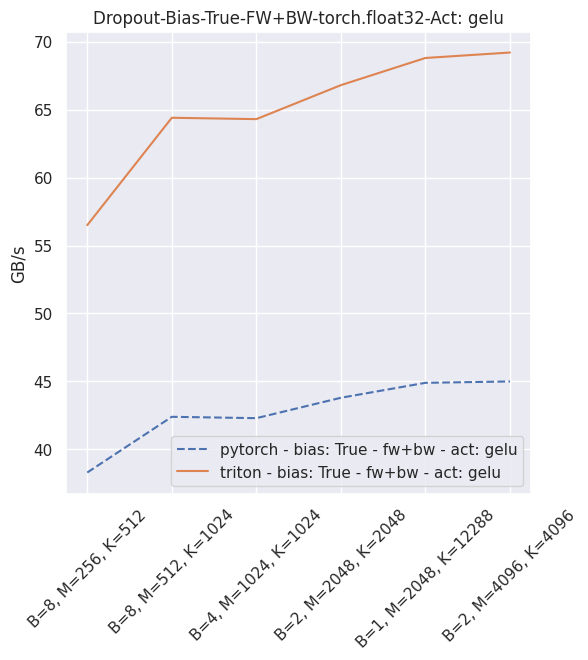 Dropout-Bias-True-FW+BW-torch.float32-Act: gelu
70
65
60
55
50
45
40
GB/s
pytorch - bias: True - fw+bw - act: gelu
triton - bias: True - fw+bw - act: gelu
B=8, M=256, K=512
B=8, M=512, K=1024
B=4, M=1024, K=1024
B=2, M=2048, K=2048
B=1, M=2048, K=12288
B=2, M=4096, K=4096